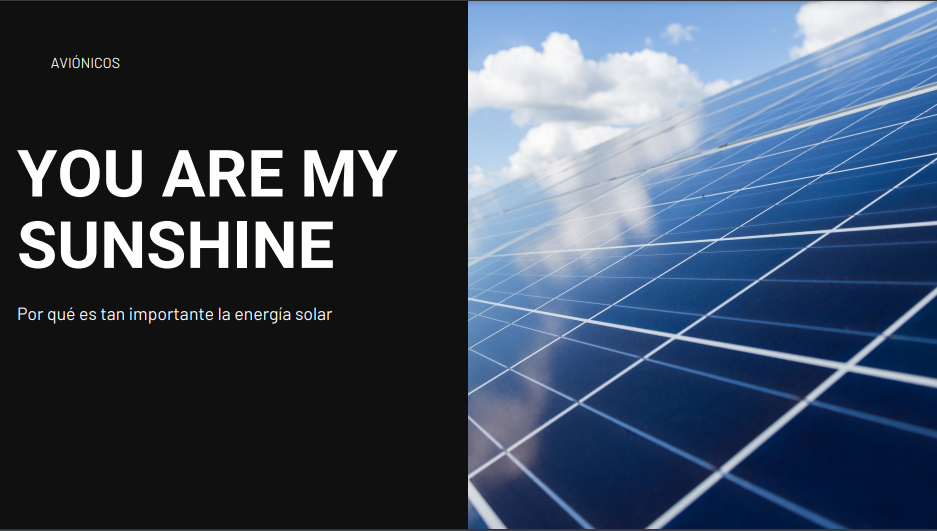 AVIÓNICOS
YOU ARE MY
SUNSHINE
Por qué es tan importante la energía solar